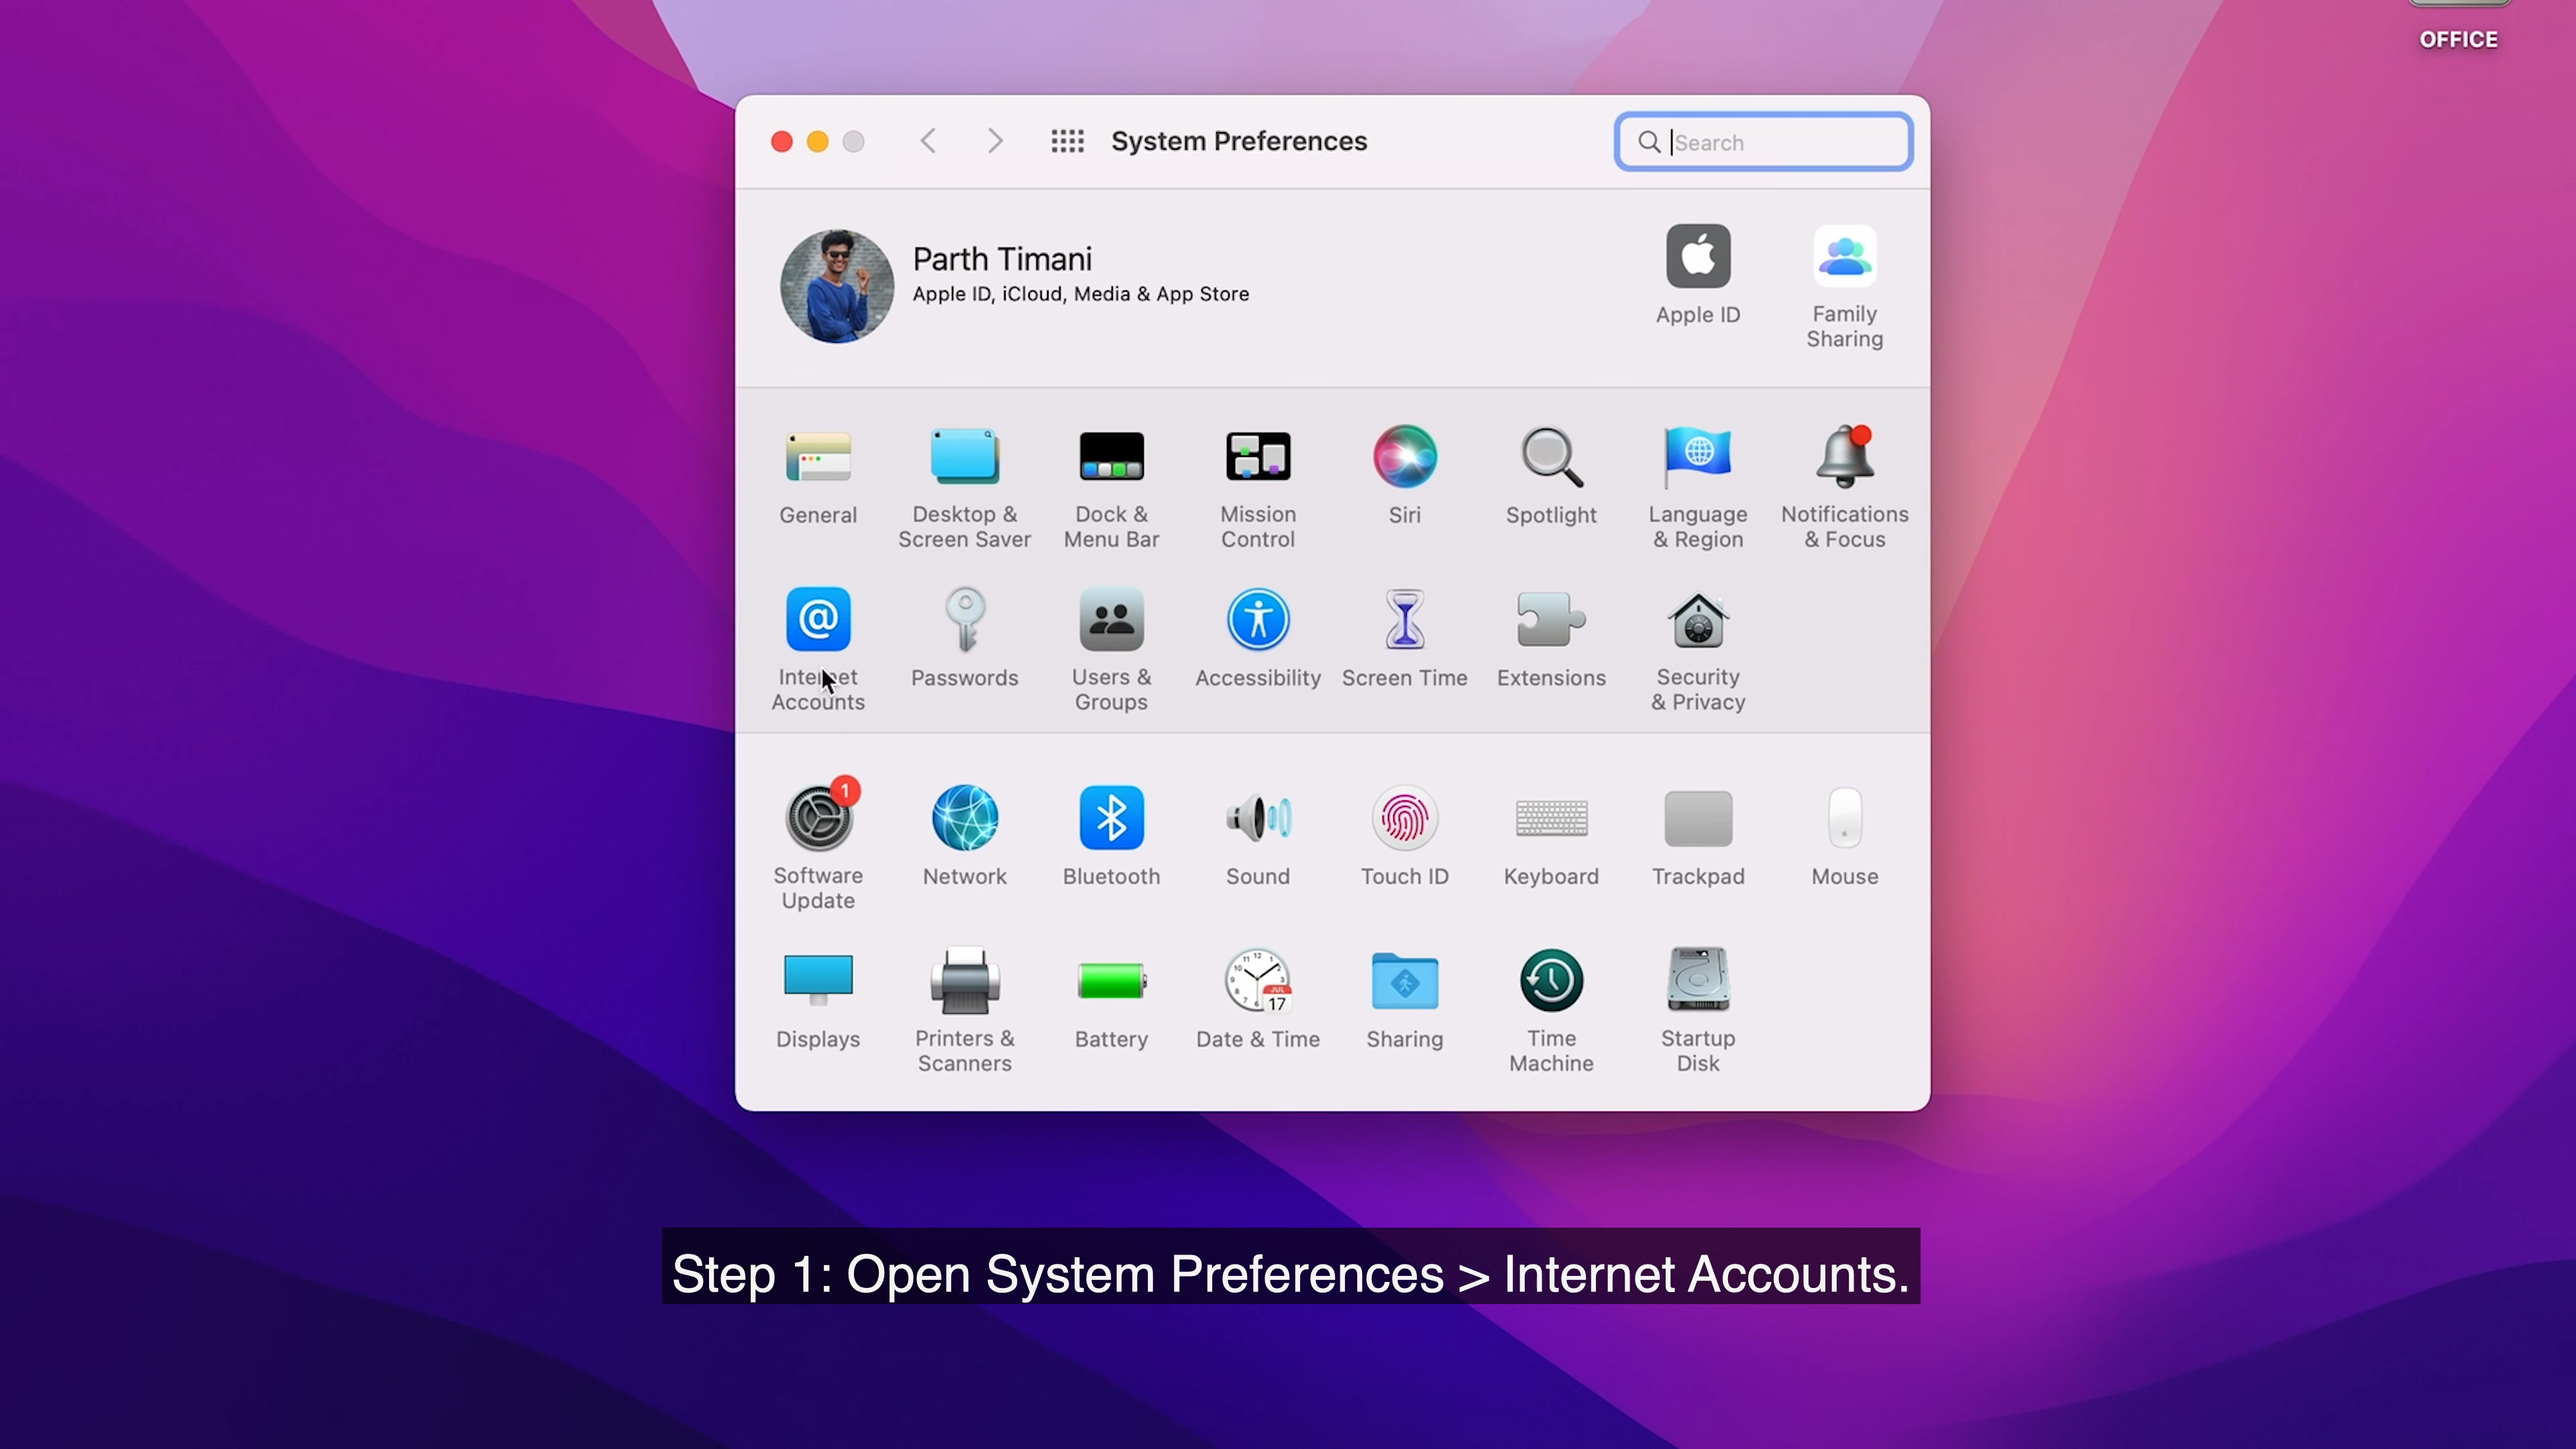 OFFICE
System Preferences
Search
Parth Timani
Apple ID, iCloud, Media & App Store
Apple ID
Family
Sharing
General
Desktop &
Screen Saver
Dock &
Menu Bar
Mission
Control
Siri
Spotlight
Language
& Region
Notifications
& Focus
Internet
Accounts
Passwords
Users &
Groups
Accessibility
Screen Time
Extensions
Security
& Privacy
1
Software
Update
Network
Bluetooth
Sound
Touch ID
Keyboard
Trackpad
Mouse
Displays
Printers &
Scanners
Battery
JUL
17
Date & Time
Sharing
Time
Machine
Startup
Disk
Step 1: Open System Preferences > Internet Accounts.